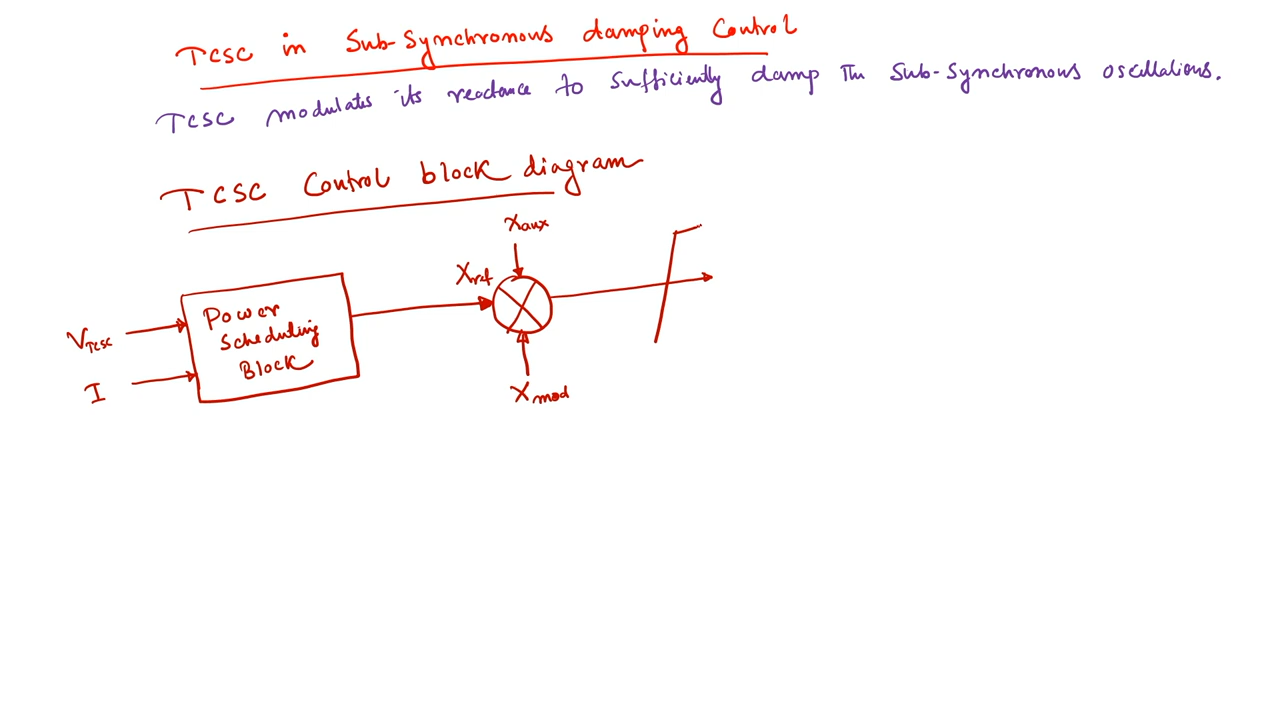 TCSC in Sub-Synchronous damping Control
TCSC modulates its reactance to sufficiently damp the Sub-Synchronous oscillations.
TCSC Control block diagram
Xaux
Xref
Power
Scheduling
Block
VTCSC
I
Xmod